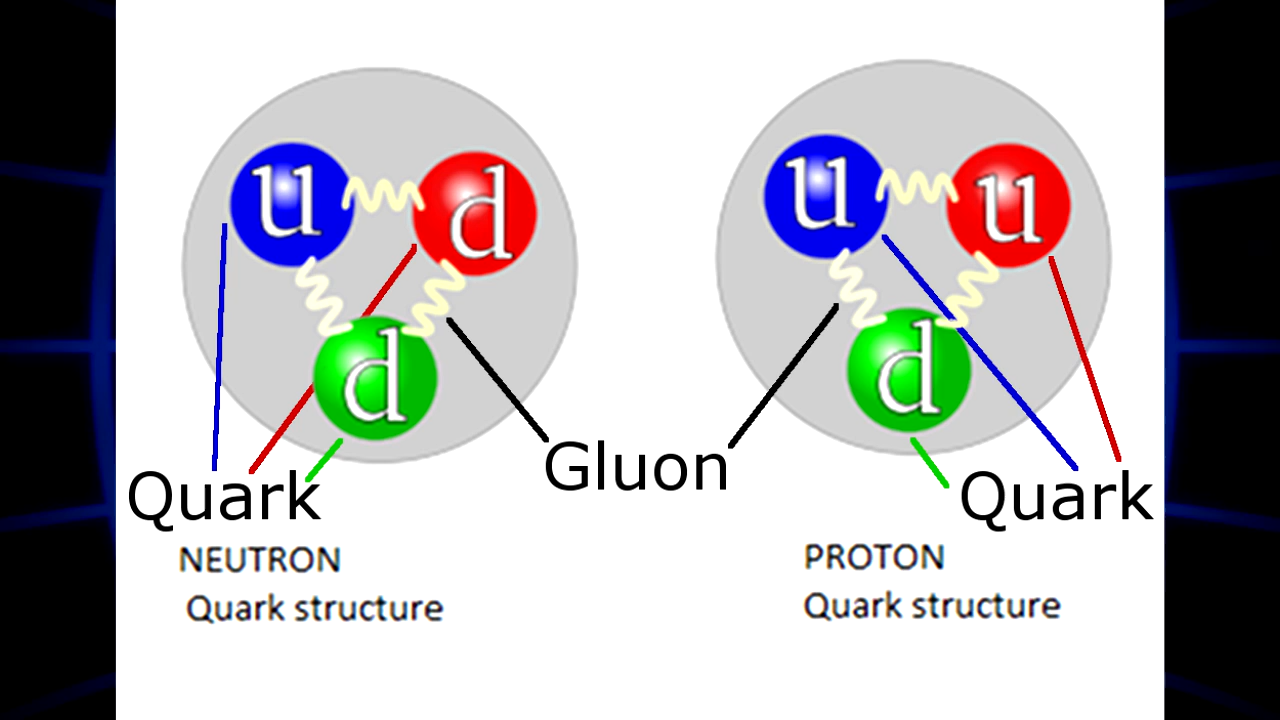 u
d
d
u
u
d
Gluon
Quark
Quark
NEUTRON
Quark structure
PROTON
Quark structure